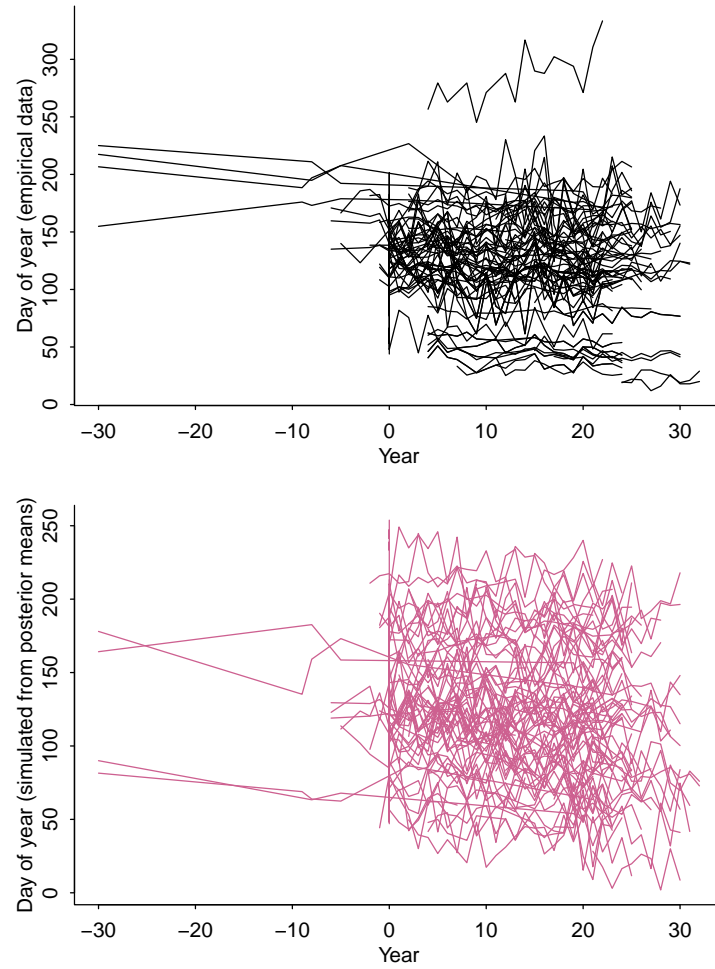 Day of year (empirical data)
0 50 100 150 200 250 300
−30 −20 −10 0 10 20 30
Year
Day of year (simulated from posterior means)
0 50 100 150 200 250
−30 −20 −10 0 10 20 30
Year